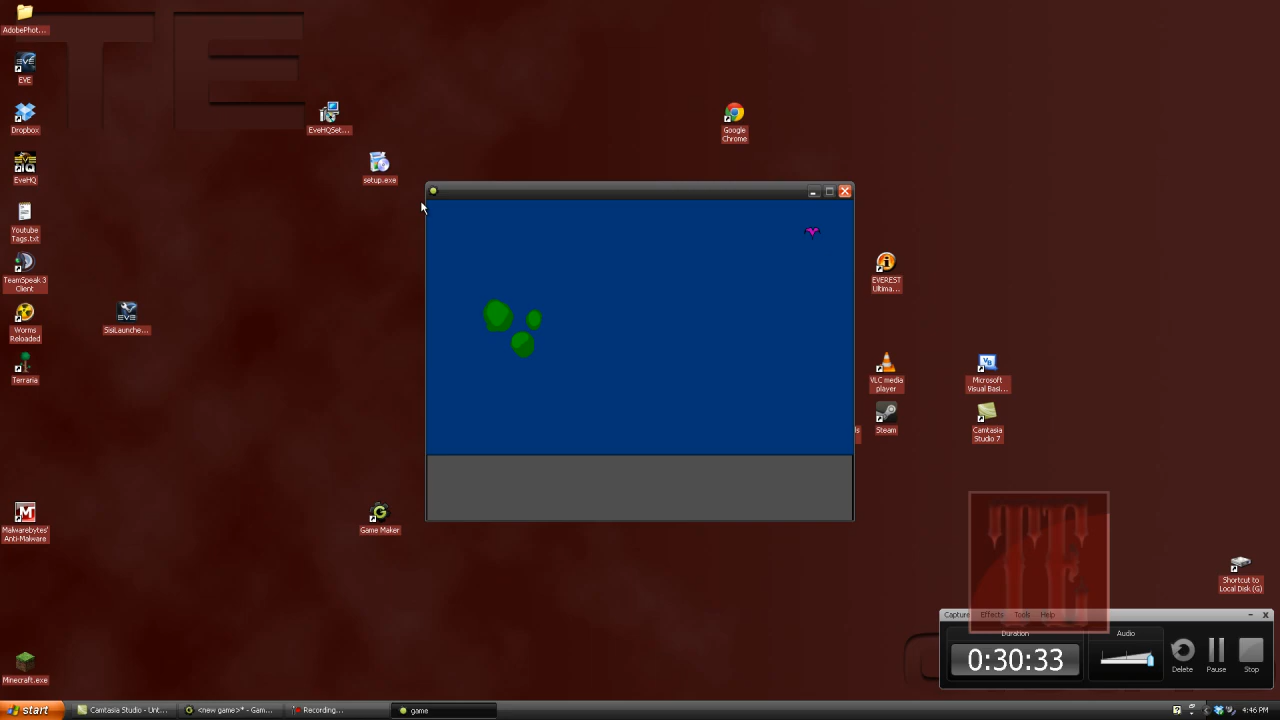 TE
AdobePhot...
EVE
Dropbox
EveHQ
Youtube
Tags.txt
TeamSpeak 3
Client
Worms
Reloaded
Terraria
Malwarebytes'
Anti-Malware
Minecraft.exe
EveHQSet...
setup.exe
SisiLaunche...
Game Maker
Google
Chrome
EVEREST
Ultima...
VLC media
player
Microsoft
Visual Basi...
Steam
Camtasia
Studio 7
Shortcut to
Local Disk (G)
Capture Effects Tools Help
Duration
Audio
0:30:33
Delete
Pause
Stop
start
Camtasia Studio - Unt...
<new game>* - Gam...
Recording...
game
4:46 PM